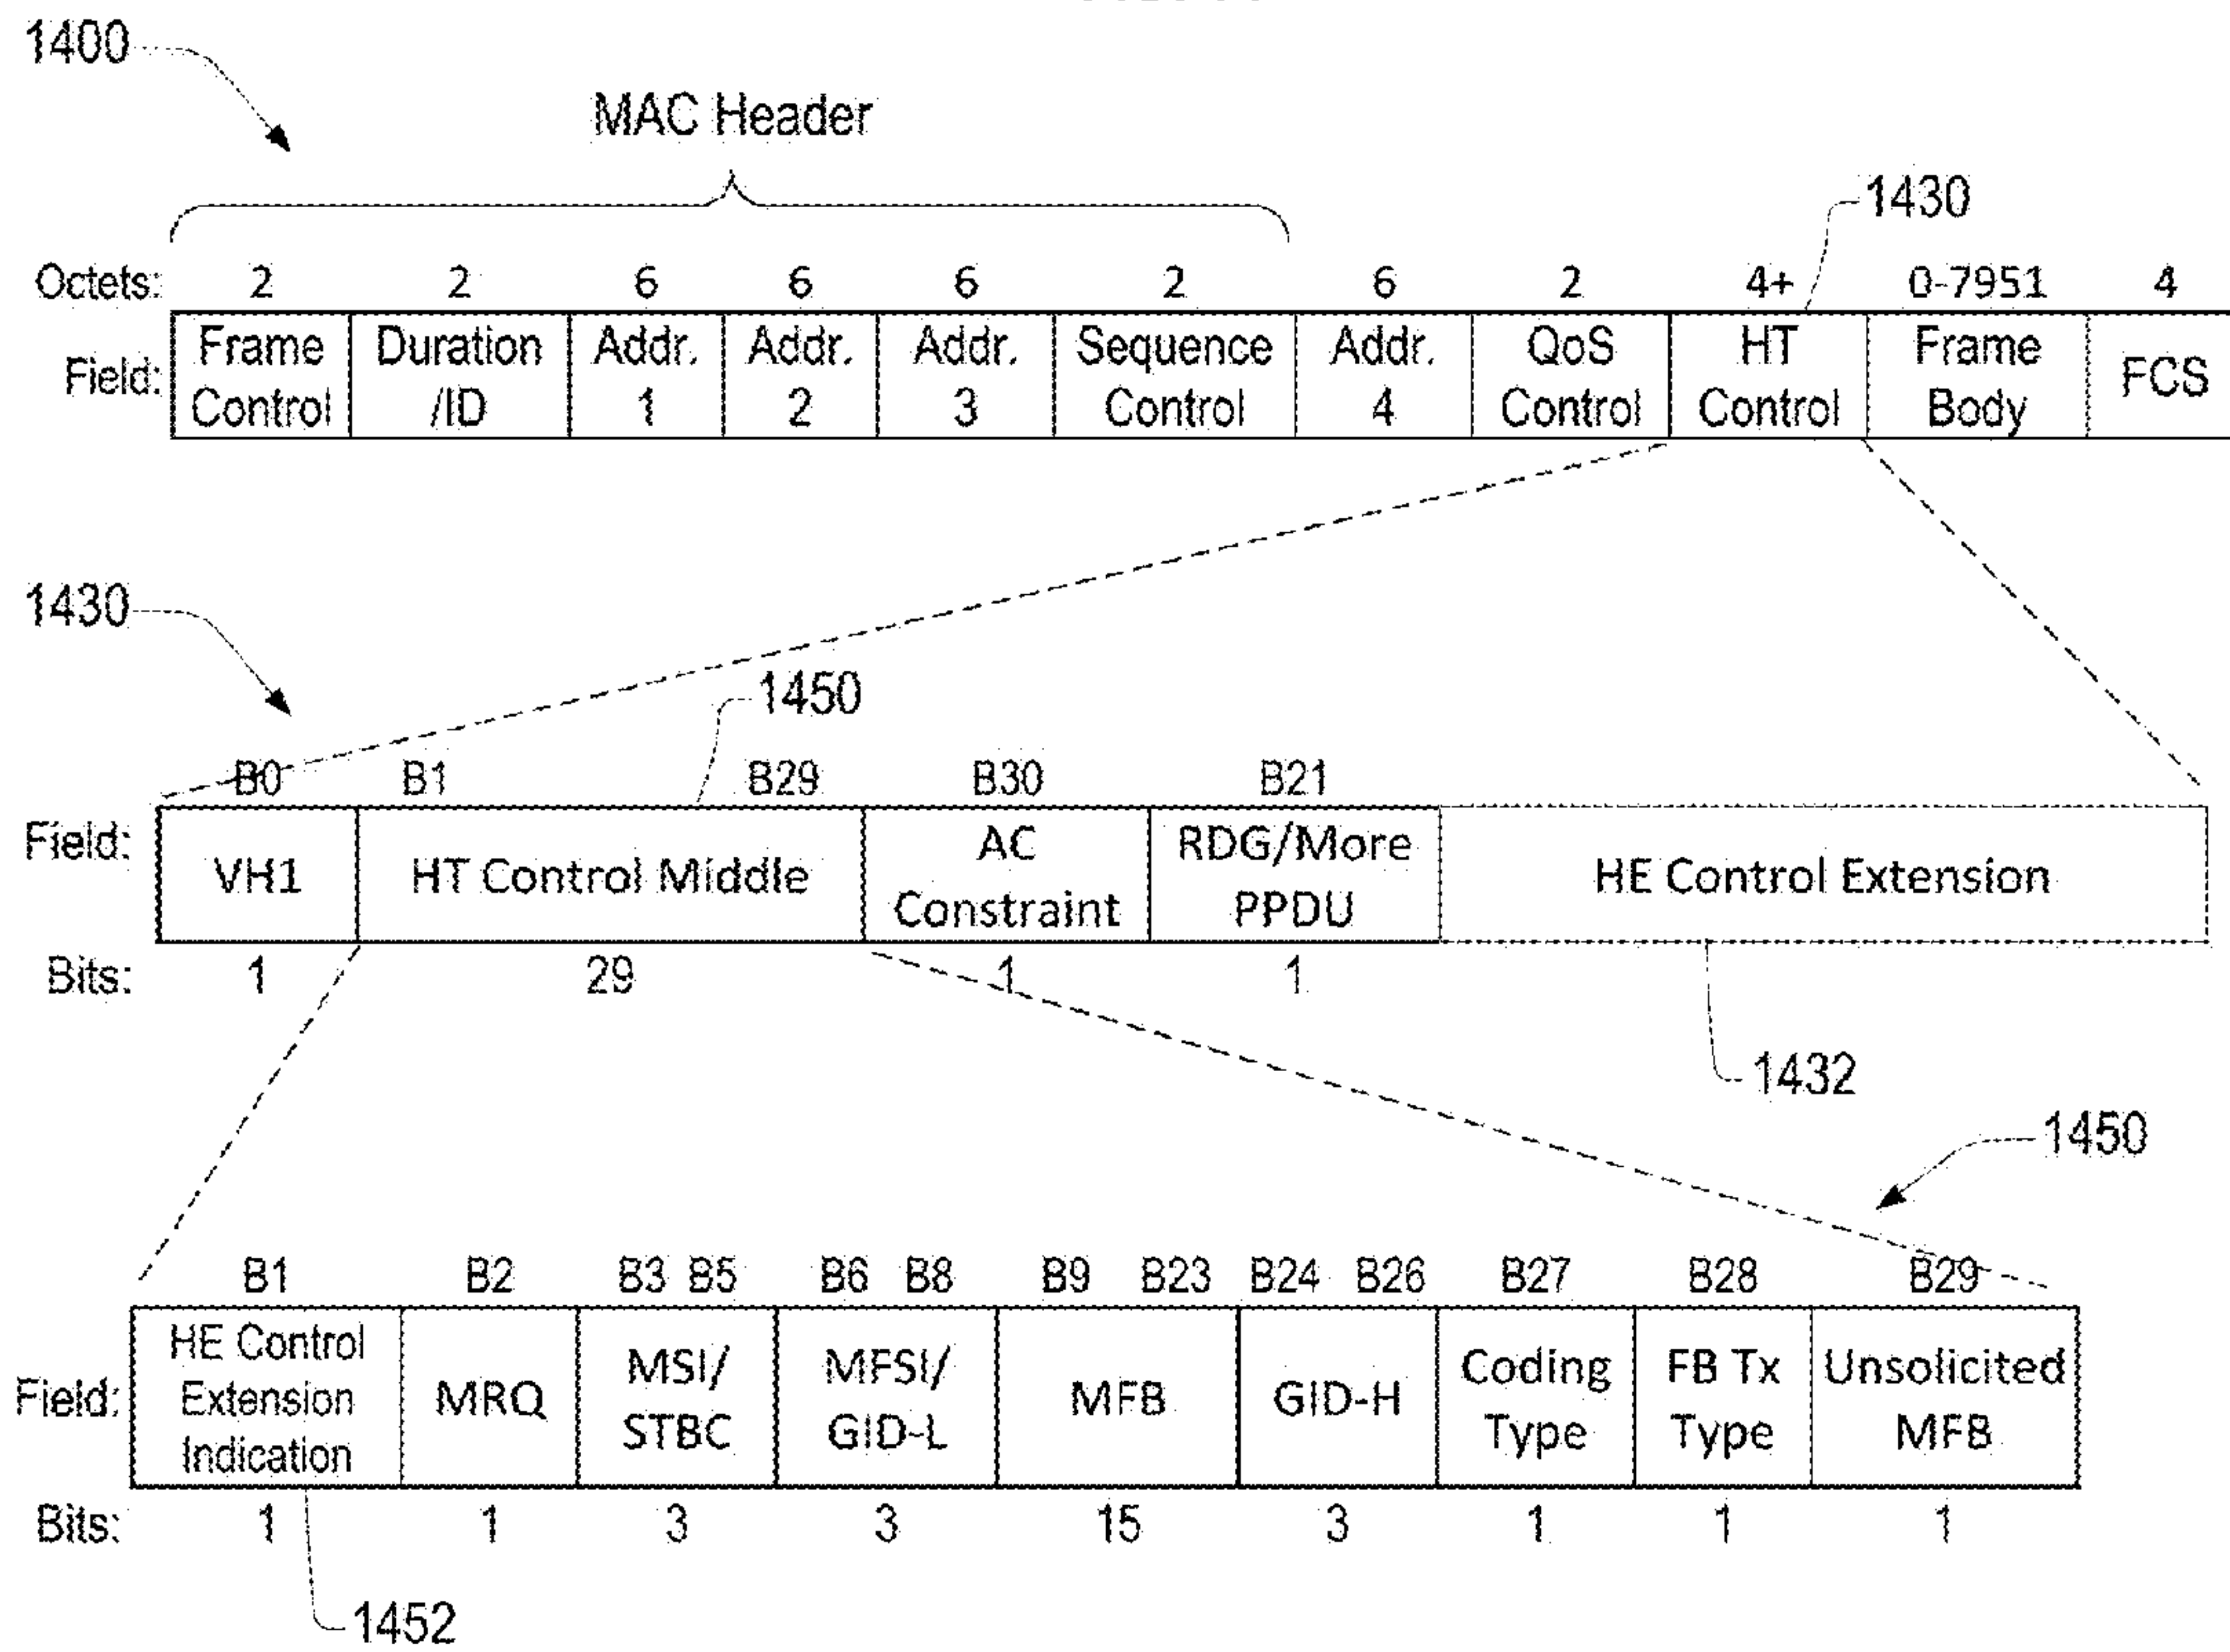 1400
MAC Header
1430
Octets: 2 2 6 6 6 2 6 2 4+ 0-7951 4
Field: Frame Control Duration /ID Addr. 1 Addr. 2 Addr. 3 Sequence Control Addr. 4 QoS Control HT Control Frame Body FCS
1430
1450
B0 B1 B29 B30 B21
Field: VH1 HT Control Middle AC Constraint RDG/More PPDU HE Control Extension
Bits: 1 29 1 1
1432
1450
B1 B2 B3 B5 B6 B8 B9 B23 B24 B26 B27 B28 B29
Field: HE Control Extension Indication MRQ MSI/ STBC MFSI/ GID-L MFB GID-H Coding Type FB Tx Type Unsolicited MFB
Bits: 1 1 3 3 15 3 1 1 1
1452